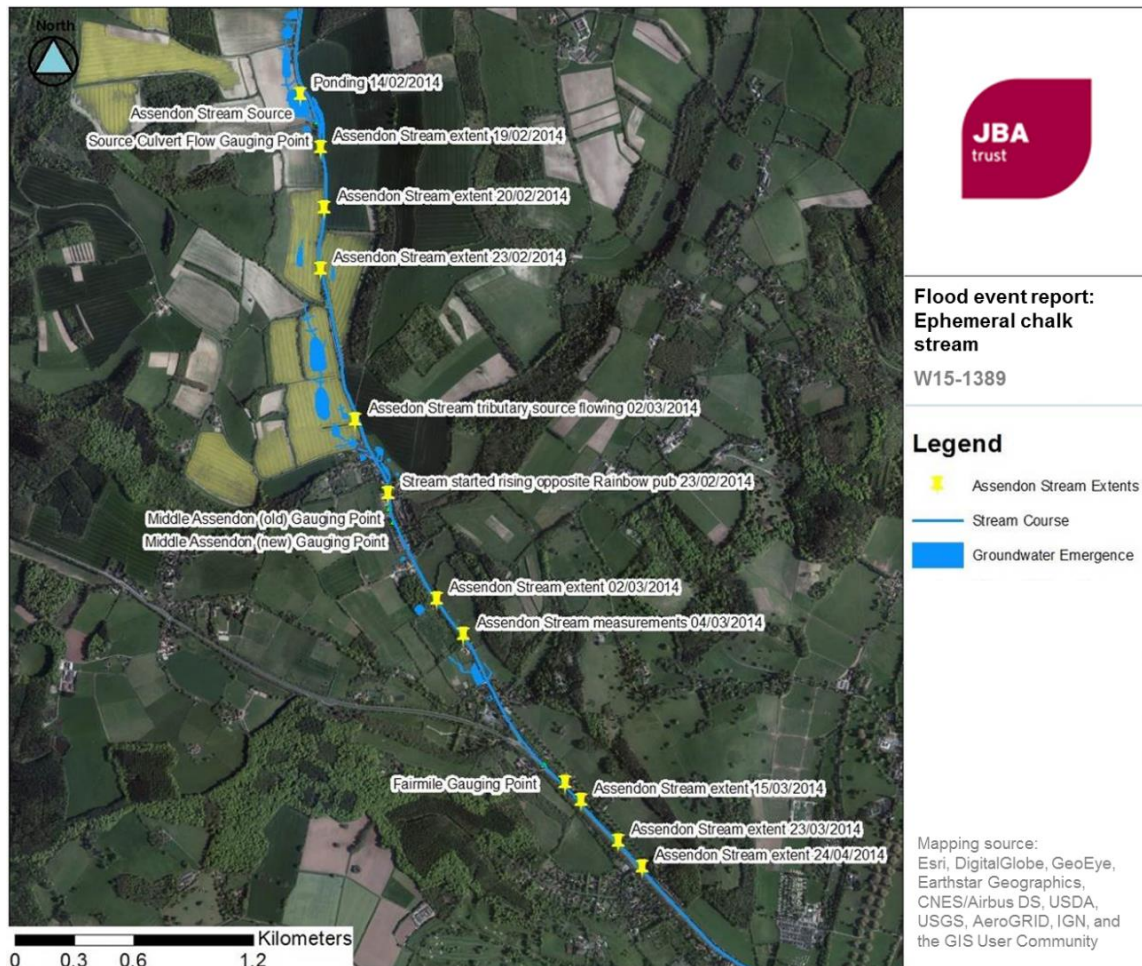 North
Ponding 14/02/2014
Assendon Stream Source
Source Culvert Flow Gauging Point
Assendon Stream extent 19/02/2014
Assendon Stream extent 20/02/2014
Assendon Stream extent 23/02/2014
Assedon Stream tributary source flowing 02/03/2014
Stream started rising opposite Rainbow pub 23/02/2014
Middle Assendon (old) Gauging Point
Middle Assendon (new) Gauging Point
Assendon Stream extent 02/03/2014
Assendon Stream measurements 04/03/2014
Fairmile Gauging Point
Assendon Stream extent 15/03/2014
Assendon Stream extent 23/03/2014
Assendon Stream extent 24/04/2014
Kilometers
0 0.3 0.6 1.2
JBA
trust
Flood event report:
Ephemeral chalk
stream
W15-1389
Legend
Assendon Stream Extents
Stream Course
Groundwater Emergence
Mapping source:
Esri, DigitalGlobe, GeoEye,
Earthstar Geographics,
CNES/Airbus DS, USDA,
USGS, AeroGRID, IGN, and
the GIS User Community